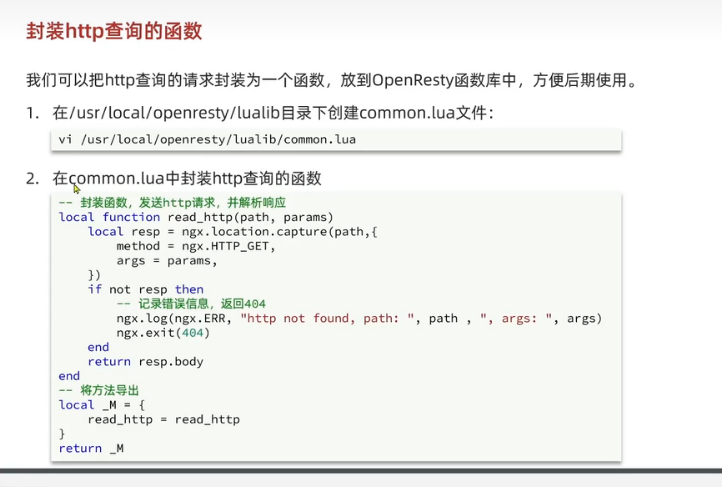 封装http查询的函数
我们可以把http查询的请求封装为一个函数，放到OpenResty函数库中，方便后期使用。
1. 在/usr/local/openresty/lualib目录下创建common.lua文件：
vi /usr/local/openresty/lualib/common.lua
2. 在common.lua中封装http查询的函数
-- 封装函数，发送http请求，并解析响应
local function read_http(path, params)
    local resp = ngx.location.capture(path,{
        method = ngx.HTTP_GET,
        args = params,
    })
    if not resp then
        -- 记录错误信息，返回404
        ngx.log(ngx.ERR, "http not found, path: ", path , ", args: ", args)
        ngx.exit(404)
    end
    return resp.body
end
-- 将方法导出
local _M = {
    read_http = read_http
}
return _M